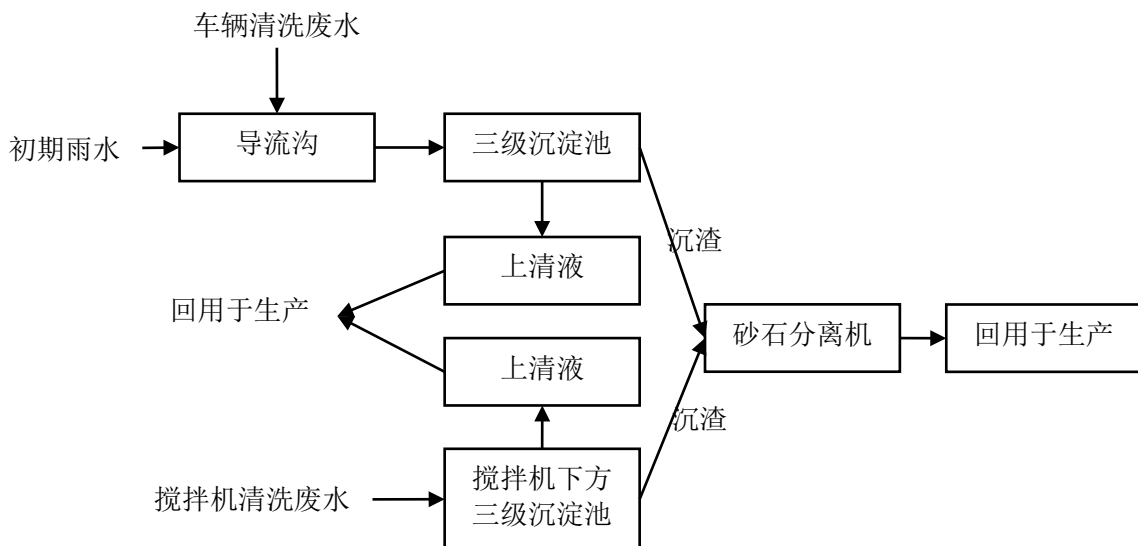 车辆清洗废水
初期雨水
导流沟
三级沉淀池
沉渣
上清液
回用于生产
砂石分离机
回用于生产
上清液
沉渣
搅拌机清洗废水
搅拌机下方
三级沉淀池